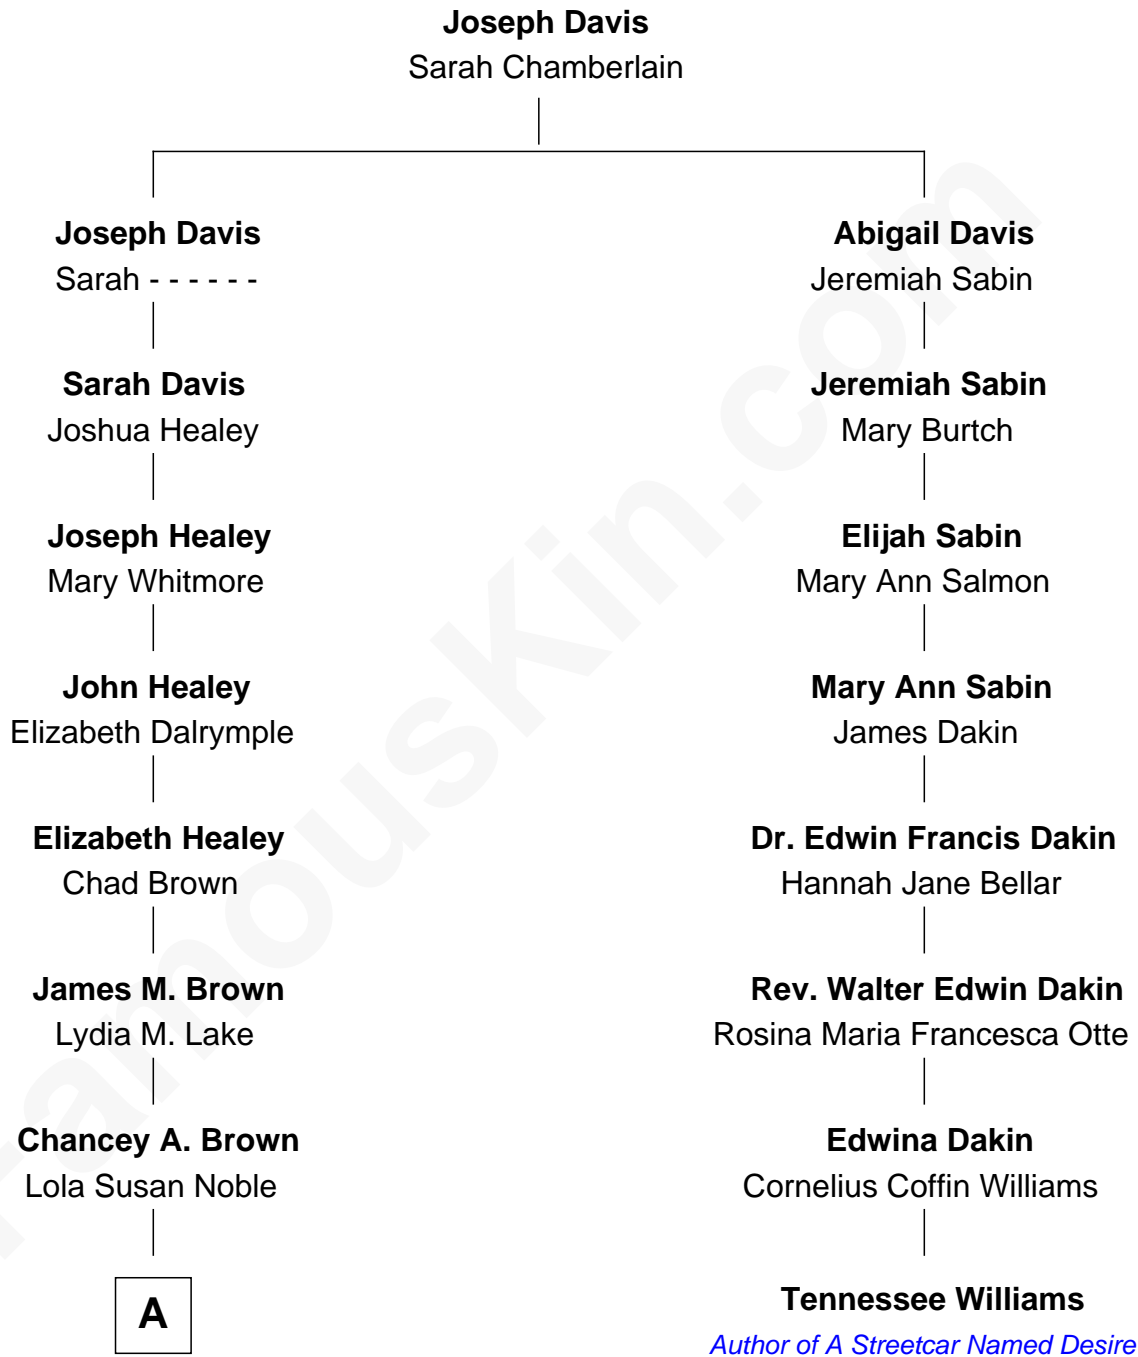 Joseph Davis
Sarah Chamberlain
Joseph Davis
Sarah - - - - - -
Abigail Davis
Jeremiah Sabin
Sarah Davis
Joshua Healey
Jeremiah Sabin
Mary Burtch
Joseph Healey
Mary Whitmore
Elijah Sabin
Mary Ann Salmon
John Healey
Elizabeth Dalrymple
Mary Ann Sabin
James Dakin
Elizabeth Healey
Chad Brown
Dr. Edwin Francis Dakin
Hannah Jane Bellar
James M. Brown
Lydia M. Lake
Rev. Walter Edwin Dakin
Rosina Maria Francesca Otte
Chancey A. Brown
Lola Susan Noble
Edwina Dakin
Cornelius Coffin Williams
A
Tennessee Williams
Author of A Streetcar Named Desire
FamousKin.com